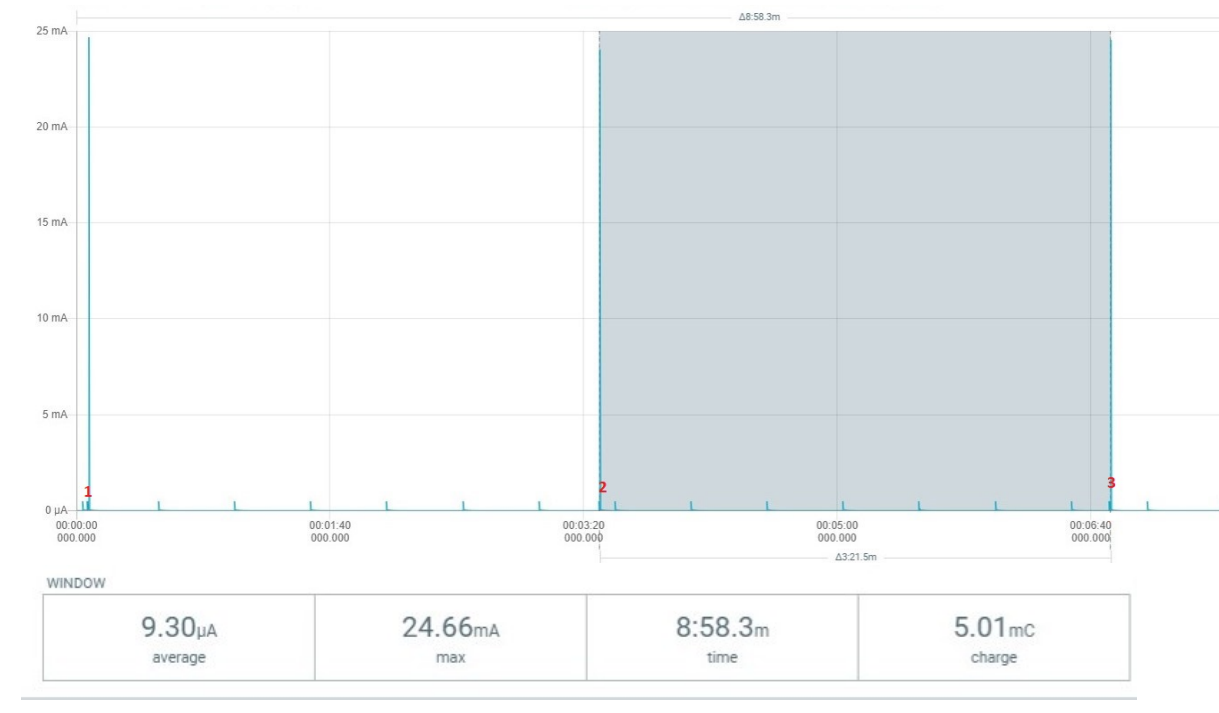 Δ8:58.3m
25 mA
20 mA
15 mA
10 mA
5 mA
0 µA
1
2
3
00:00:00 00:01:40 00:03:20 00:05:00 00:06:40
000.000 000.000 000.000 000.000 000.000
Δ3:21.5m
WINDOW
9.30µA 24.66mA 8:58.3m 5.01mC
average max time charge